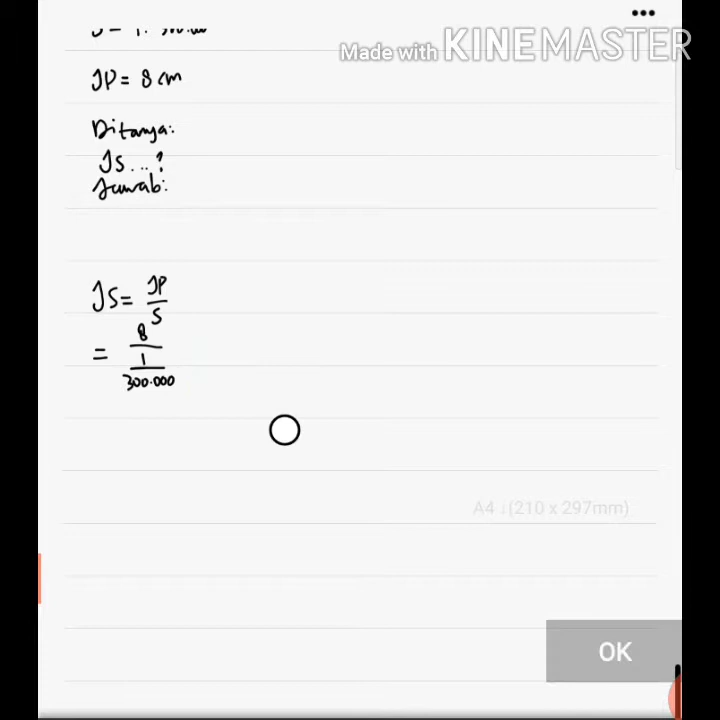 Made with KINEMASTER
JP = 8 cm
Ditanya:
JS...?
Jawab:
JS = JP
S
= 8
1
300.000
A4 ↓(210 x 297mm)
OK